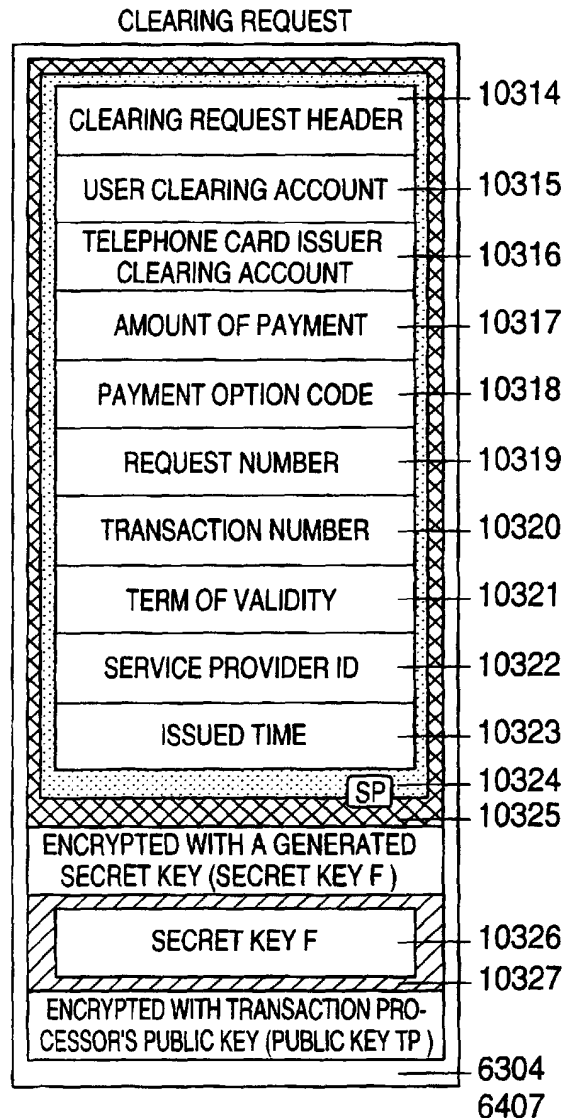 CLEARING REQUEST
CLEARING REQUEST HEADER 10314
USER CLEARING ACCOUNT 10315
TELEPHONE CARD ISSUER
CLEARING ACCOUNT 10316
AMOUNT OF PAYMENT 10317
PAYMENT OPTION CODE 10318
REQUEST NUMBER 10319
TRANSACTION NUMBER 10320
TERM OF VALIDITY 10321
SERVICE PROVIDER ID 10322
ISSUED TIME 10323
SP 10324
10325
ENCRYPTED WITH A GENERATED
SECRET KEY (SECRET KEY F)
SECRET KEY F 10326
10327
ENCRYPTED WITH TRANSACTION PRO-
CESSOR'S PUBLIC KEY (PUBLIC KEY TP)
6304
6407